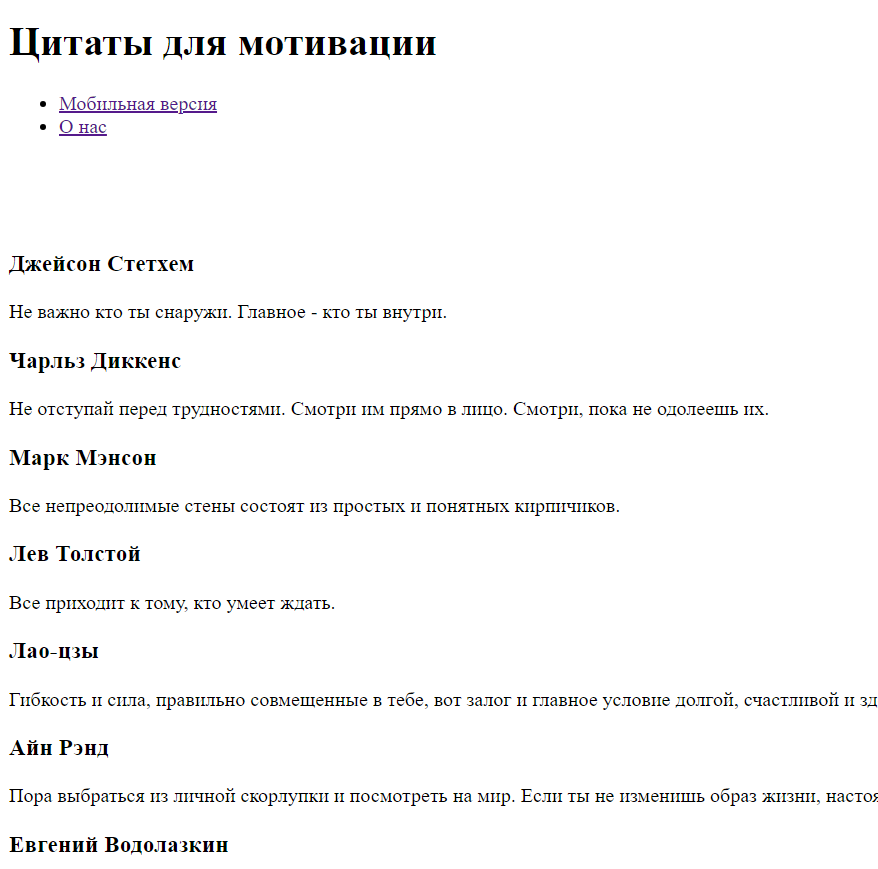 Цитаты для мотивации
Мобильная версия
О нас
Джейсон Стетхем
Не важно кто ты снаружи. Главное - кто ты внутри.
Чарльз Диккенс
Не отступай перед трудностями. Смотри им прямо в лицо. Смотри, пока не одолеешь их.
Марк Мэнсон
Все непреодолимые стены состоят из простых и понятных кирпичиков.
Лев Толстой
Все приходит к тому, кто умеет ждать.
Лао-цзы
Гибкость и сила, правильно совмещенные в тебе, вот залог и главное условие долгой, счастливой и
Айн Рэнд
Пора выбраться из личной скорлупки и посмотреть на мир. Если ты не изменишь образ жизни,
Евгений Водолазкин